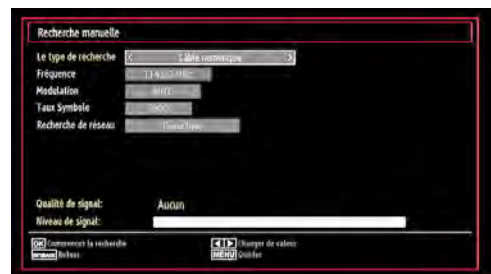 Recherche manuelle
Le type de recherche Câble numérique
Fréquence
Modulation
Taux Symbole
Recherche de réseau
Qualité de signal: Aucun
Niveau de signal:
OK Commencer la recherche Changer de valeur
Retour MENU Quitter